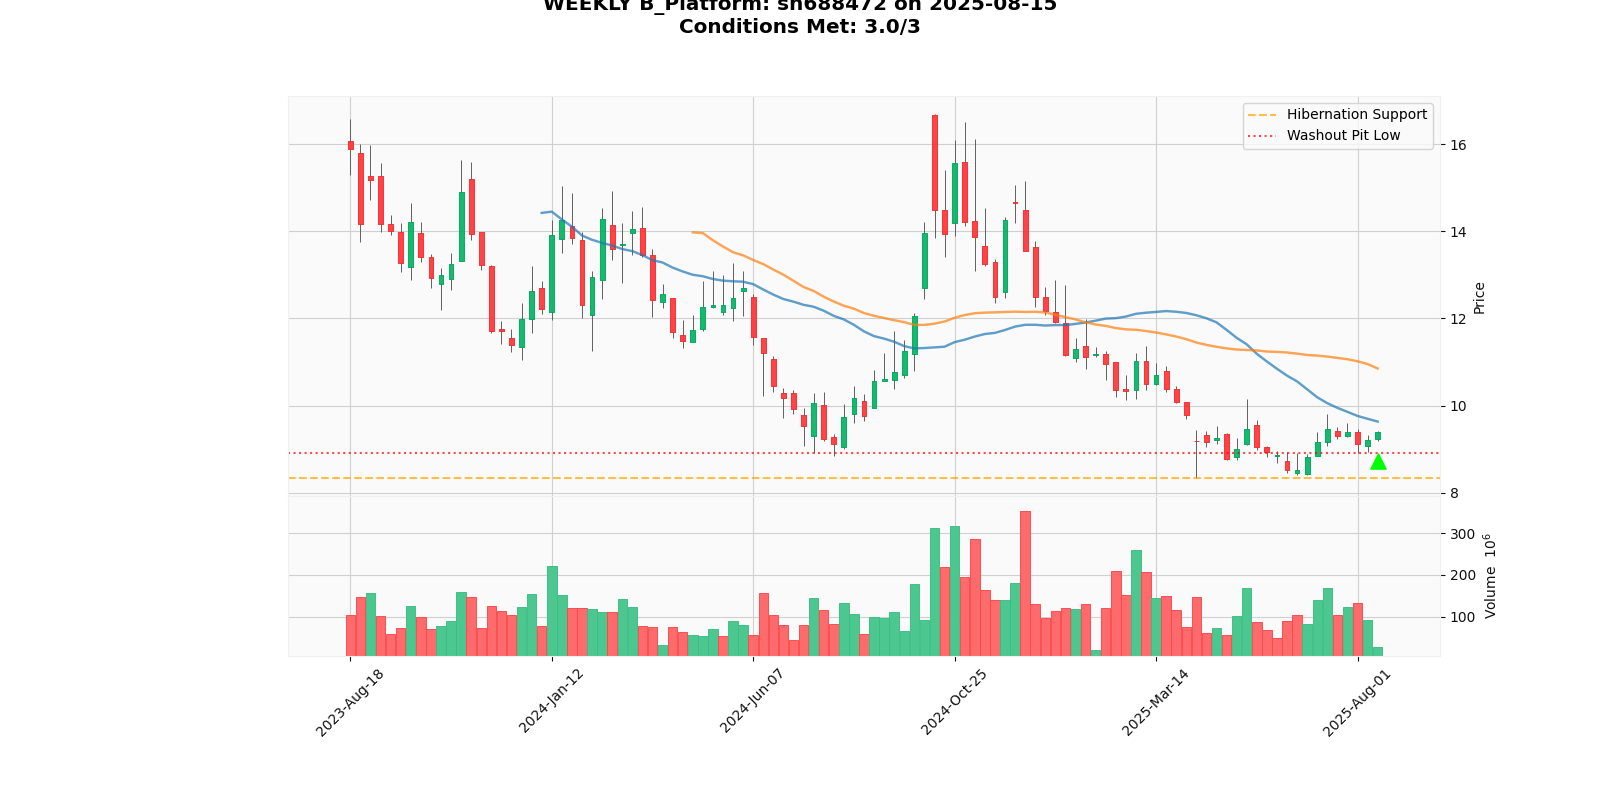 WEEKLY B_Platform: sh688472 on 2025-08-15
Conditions Met: 3.0/3
Hibernation Support
Washout Pit Low
16
14
12
10
8
Price
300
200
100
Volume 10^6
2023-Aug-18
2024-Jan-12
2024-Jun-07
2024-Oct-25
2025-Mar-14
2025-Aug-01